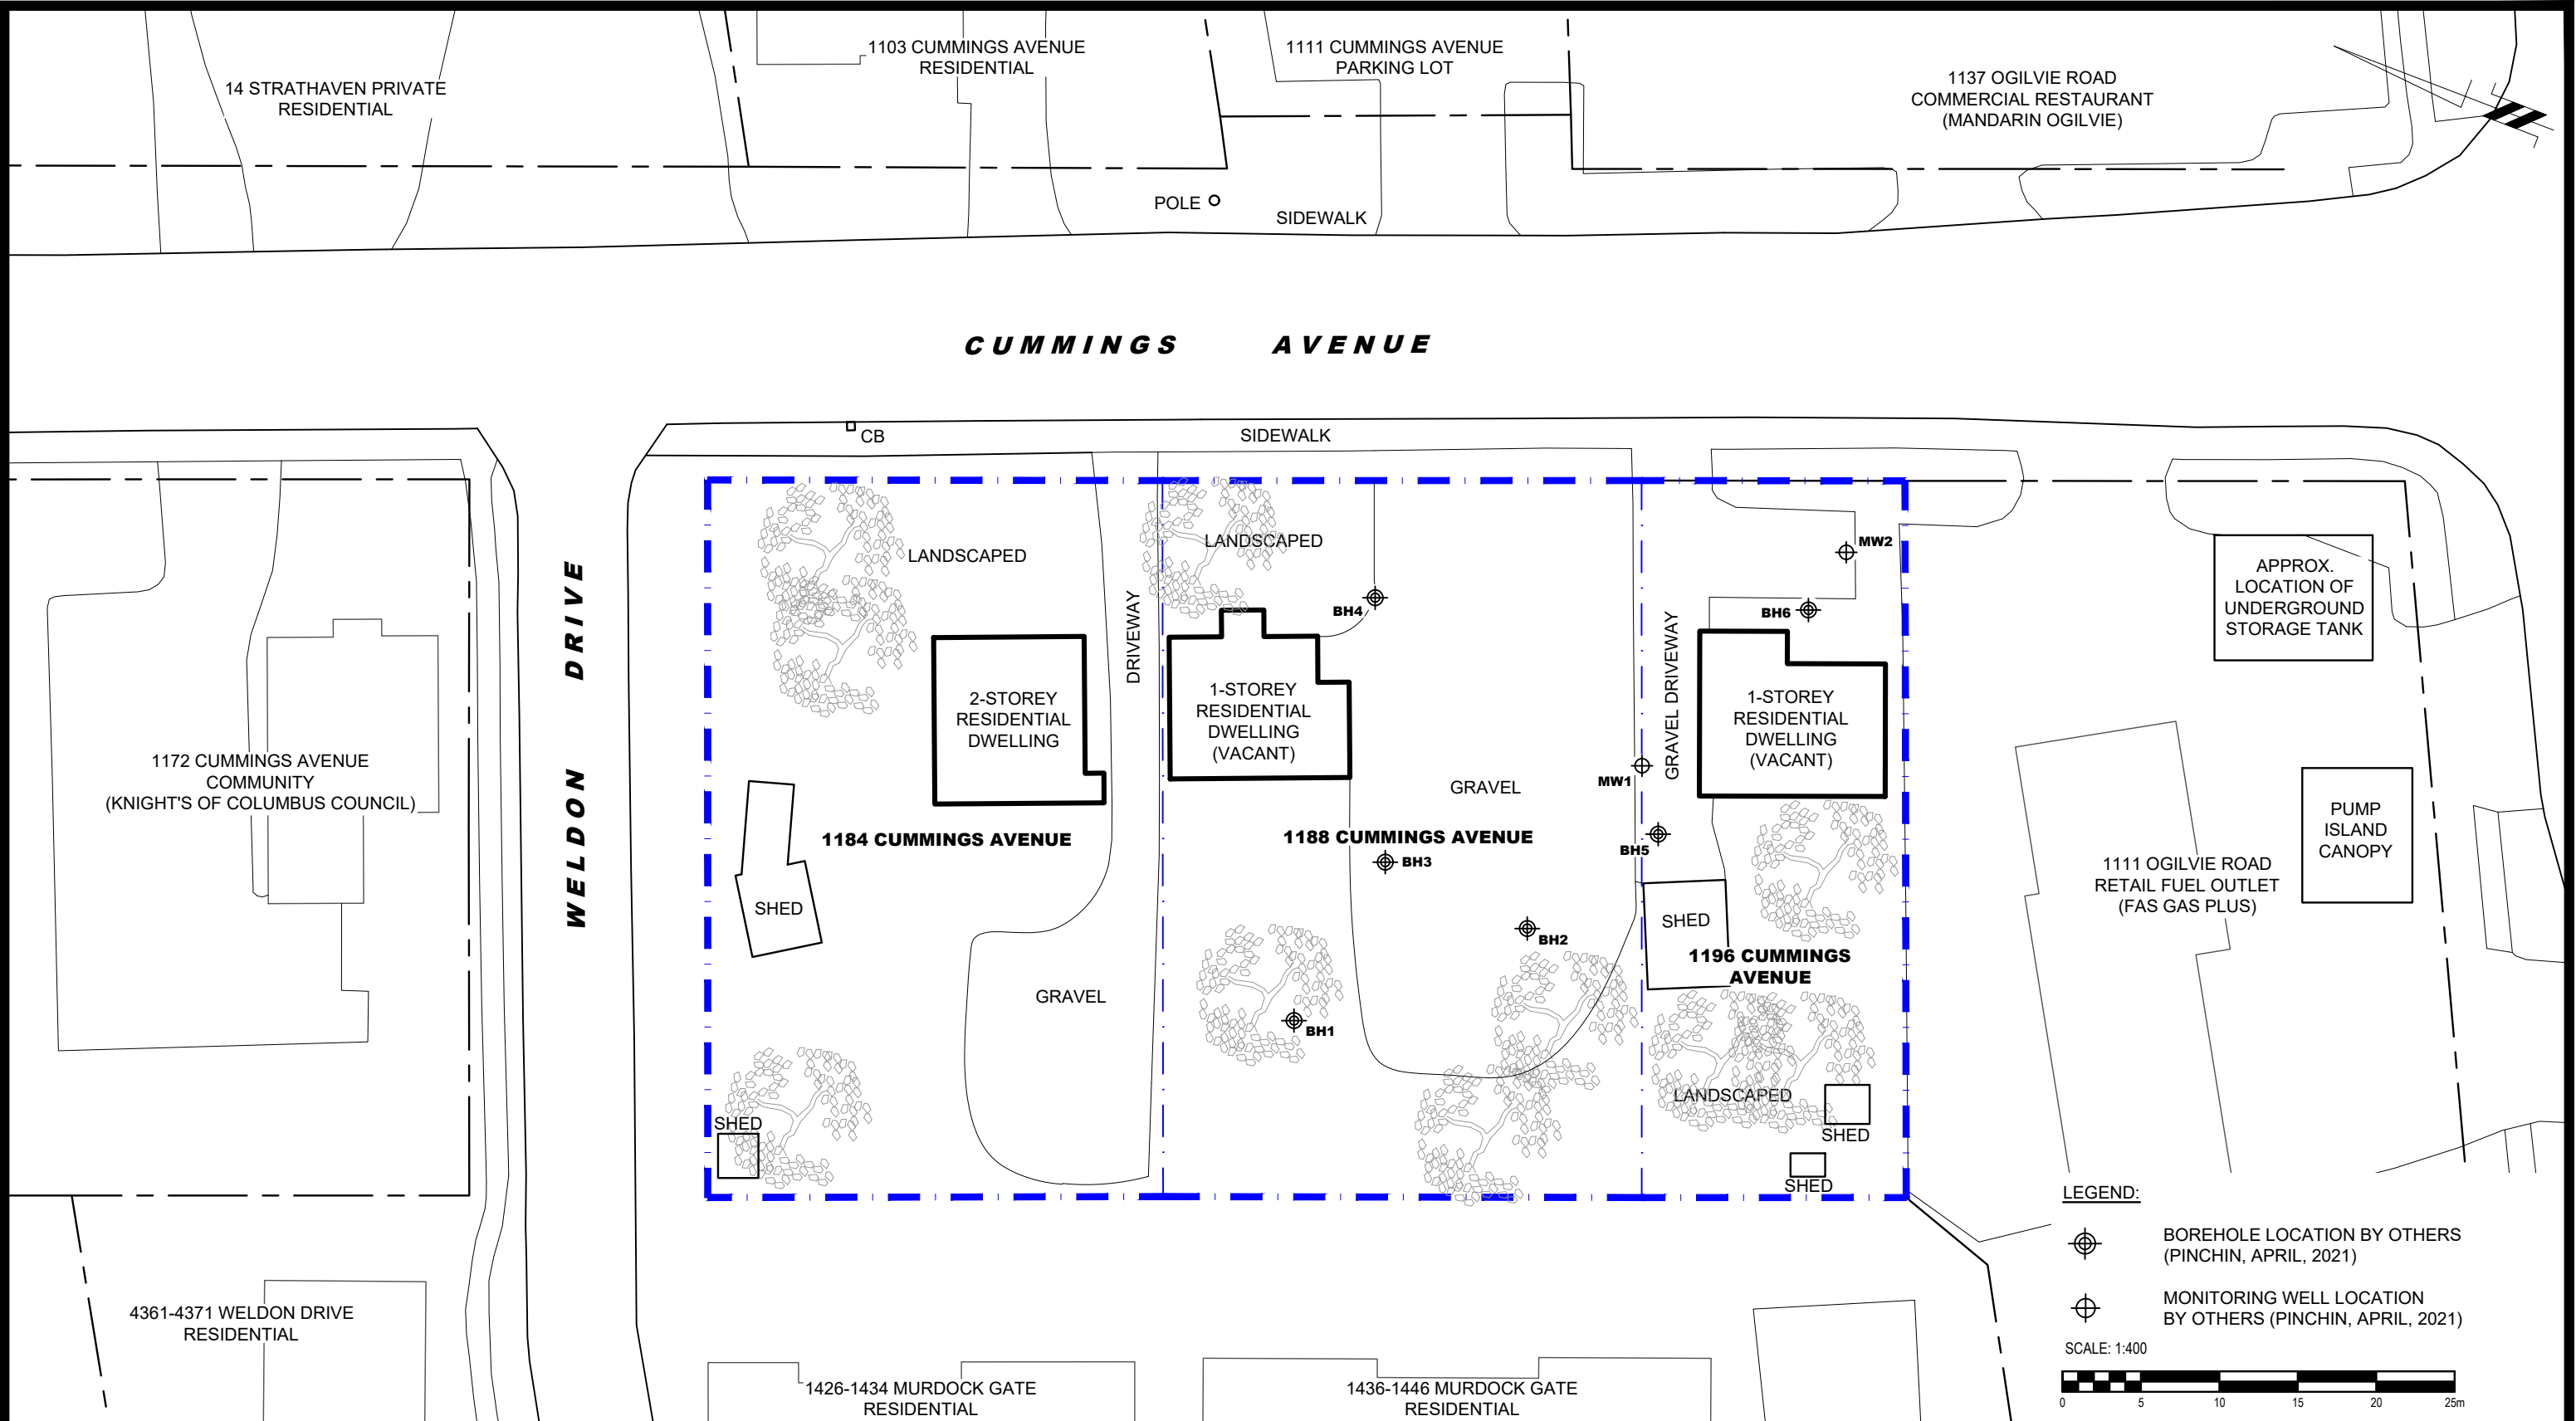 14 STRATHAVEN PRIVATE
RESIDENTIAL
1103 CUMMINGS AVENUE
RESIDENTIAL
1111 CUMMINGS AVENUE
PARKING LOT
1137 OGILVIE ROAD
COMMERCIAL RESTAURANT
(MANDARIN OGILVIE)
POLE
SIDEWALK
CUMMINGS AVENUE
CB
SIDEWALK
WELDON DRIVE
1172 CUMMINGS AVENUE
COMMUNITY
(KNIGHT'S OF COLUMBUS COUNCIL)
LANDSCAPED
DRIVEWAY
2-STOREY
RESIDENTIAL
DWELLING
1184 CUMMINGS AVENUE
SHED
GRAVEL
SHED
LANDSCAPED
BH4
1-STOREY
RESIDENTIAL
DWELLING
(VACANT)
GRAVEL
1188 CUMMINGS AVENUE
BH3
BH2
BH1
MW2
BH6
GRAVEL DRIVEWAY
1-STOREY
RESIDENTIAL
DWELLING
(VACANT)
MW1
BH5
SHED
1196 CUMMINGS
AVENUE
LANDSCAPED
SHED
SHED
APPROX.
LOCATION OF
UNDERGROUND
STORAGE TANK
PUMP
ISLAND
CANOPY
1111 OGILVIE ROAD
RETAIL FUEL OUTLET
(FAS GAS PLUS)
4361-4371 WELDON DRIVE
RESIDENTIAL
1426-1434 MURDOCK GATE
RESIDENTIAL
1436-1446 MURDOCK GATE
RESIDENTIAL
LEGEND:
BOREHOLE LOCATION BY OTHERS
(PINCHIN, APRIL, 2021)
MONITORING WELL LOCATION
BY OTHERS (PINCHIN, APRIL, 2021)
SCALE: 1:400
0 5 10 15 20 25m